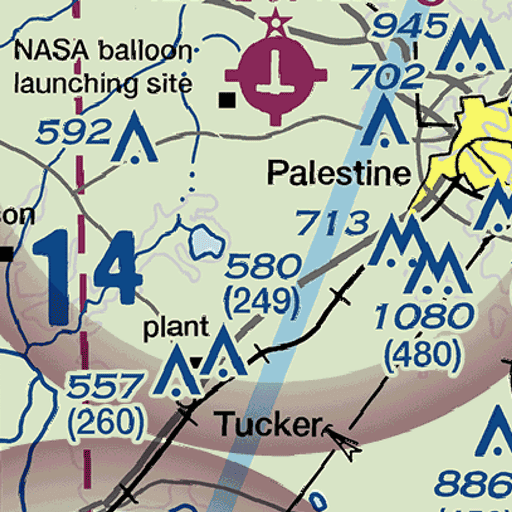 945
NASA balloon
launching site
702
592
Palestine
son
713
14
580
(249)
1080
(480)
plant
557
(260)
Tucker
886